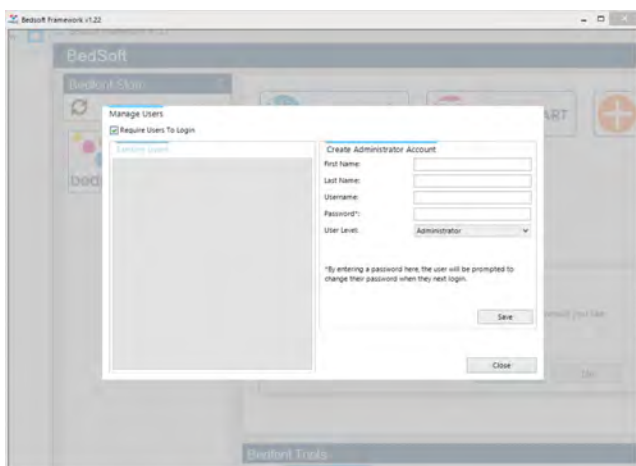 Bedsoft Framework v1.22
BedSoft
Manage Users
Require Users To Login
Existing Users
Create Administrator Account
First Name:
Last Name:
Username:
Password*:
User Level:
Administrator
*By entering a password here, the user will be prompted to
change their password when they next login.
Save
Close
Bedfont Tools